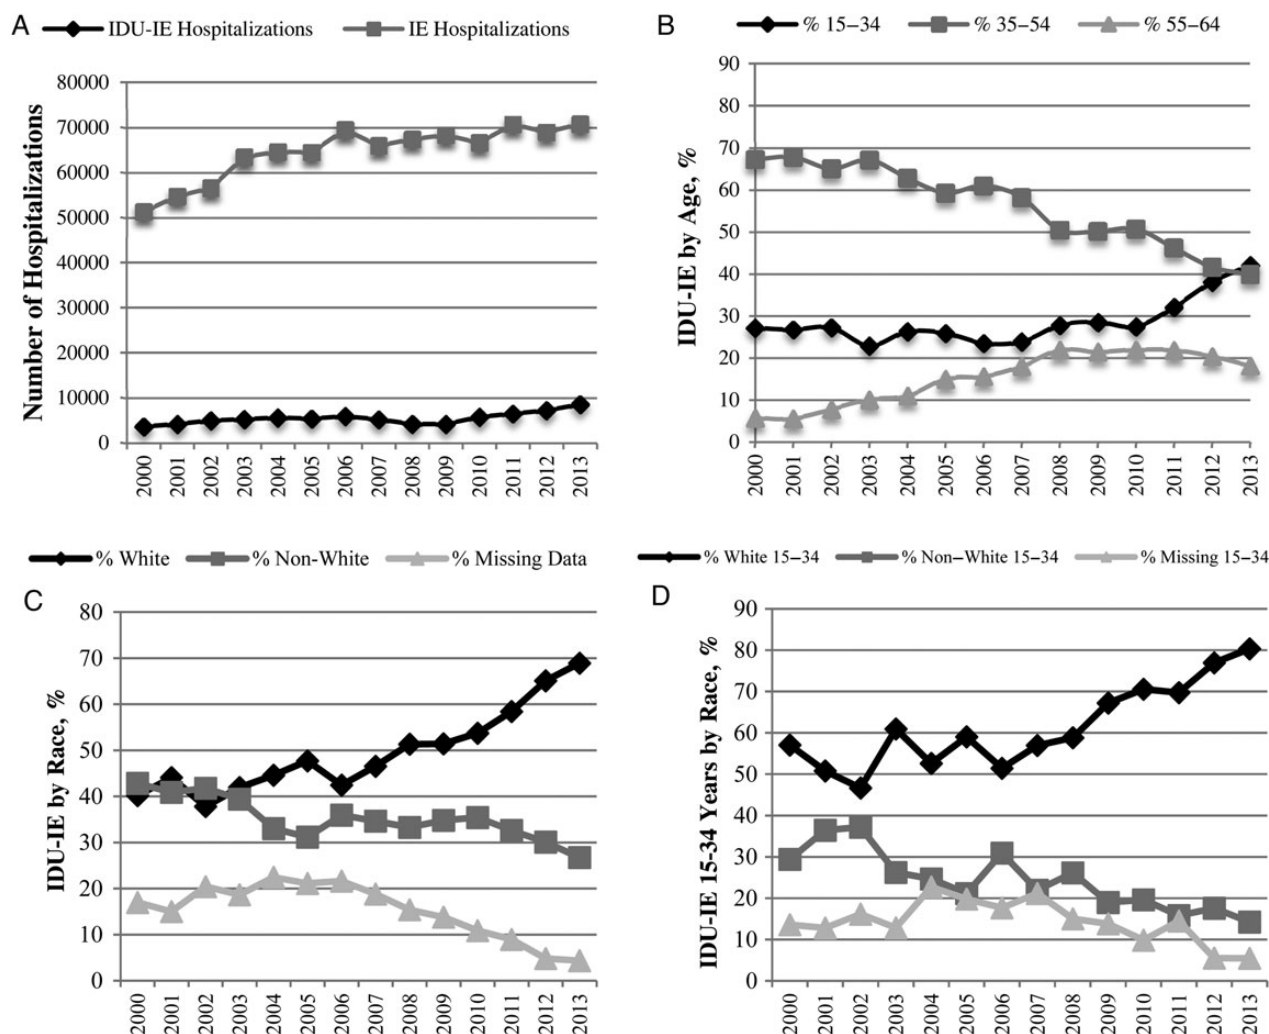 A
IDU-IE Hospitalizations IE Hospitalizations
Number of Hospitalizations
80000
70000
60000
50000
40000
30000
20000
10000
0
2000 2001 2002 2003 2004 2005 2006 2007 2008 2009 2010 2011 2012 2013
B
% 15–34 % 35–54 % 55–64
IDU-IE by Age, %
90
80
70
60
50
40
30
20
10
0
2000 2001 2002 2003 2004 2005 2006 2007 2008 2009 2010 2011 2012 2013
% White % Non-White % Missing Data
C
IDU-IE by Race, %
80
70
60
50
40
30
20
10
0
2000 2001 2002 2003 2004 2005 2006 2007 2008 2009 2010 2011 2012 2013
% White 15–34 % Non–White 15–34 % Missing 15–34
D
IDU-IE 15-34 Years by Race, %
90
80
70
60
50
40
30
20
10
0
2000 2001 2002 2003 2004 2005 2006 2007 2008 2009 2010 2011 2012 2013